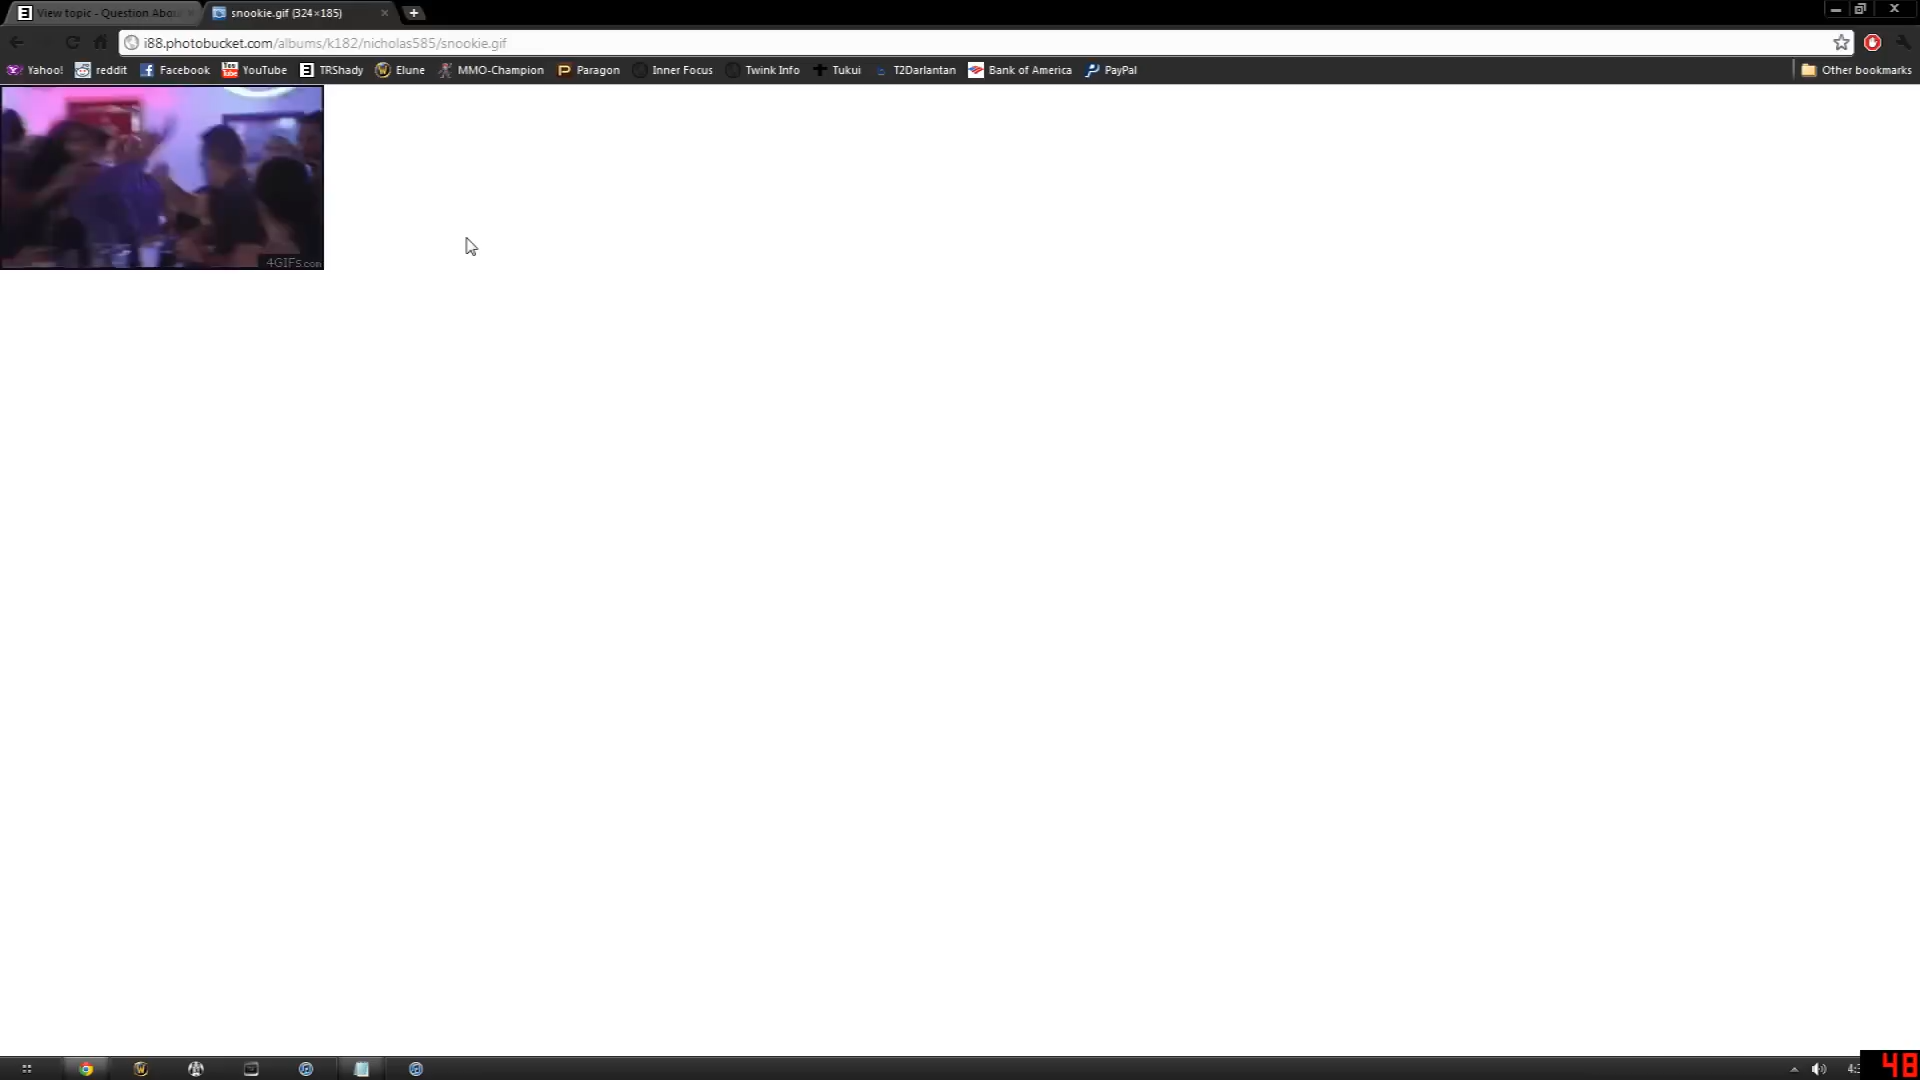 View topic - Question Abou
snookie.gif (324×185)
i88.photobucket.com/albums/k182/nicholas585/snookie.gif
Yahoo! reddit Facebook YouTube TRShady Elune MMO-Champion Paragon Inner Focus Twink Info Tukui T2Darlantan Bank of America PayPal Other bookmarks
4GIFs.com
48